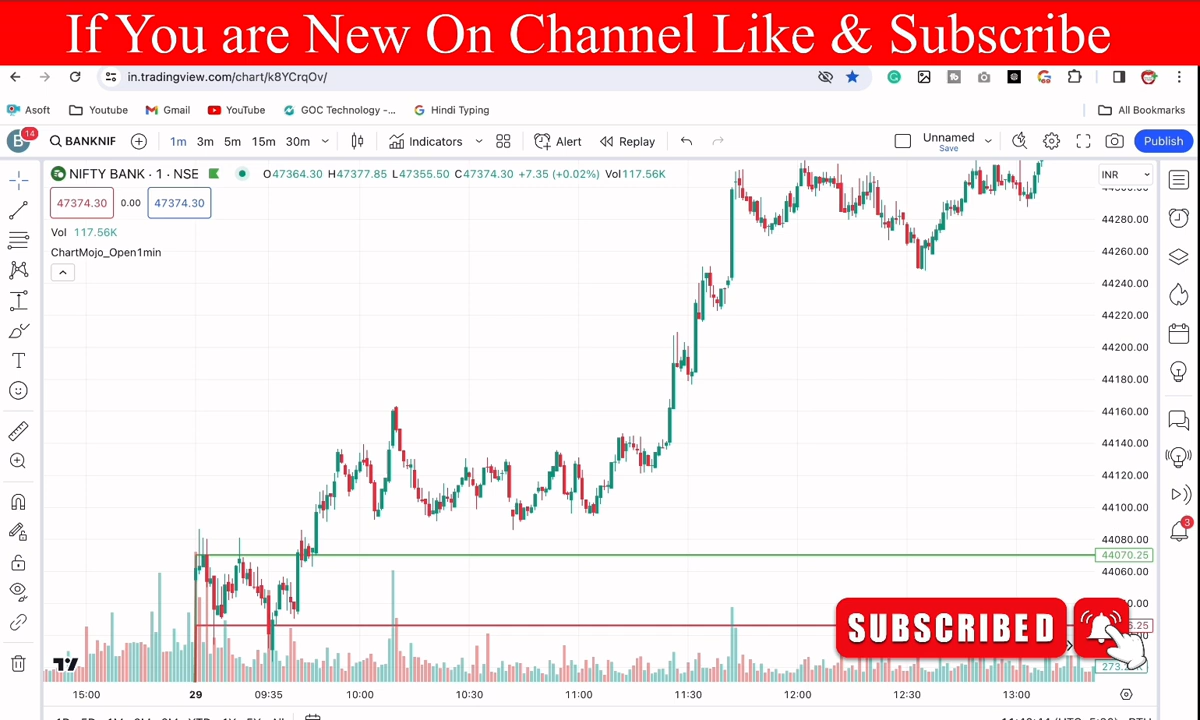 If You are New On Channel Like & Subscribe
in.tradingview.com/chart/k8YCrqOv/
Asoft Youtube Gmail YouTube GOC Technology -... Hindi Typing All Bookmarks
B 14 BANKNIF 1m 3m 5m 15m 30m Indicators Alert Replay Unnamed Save Publish
NIFTY BANK · 1 · NSE O47364.30 H47377.85 L47355.50 C47374.30 +7.35 (+0.02%) Vol117.56K INR
47374.30 0.00 47374.30
Vol 117.56K
ChartMojo_Open1min
44280.00
44260.00
44240.00
44220.00
44200.00
44180.00
44160.00
44140.00
44120.00
44100.00
44080.00
44070.25
44060.00
SUBSCRIBED
3
15:00 29 09:35 10:00 10:30 11:00 11:30 12:00 12:30 13:00